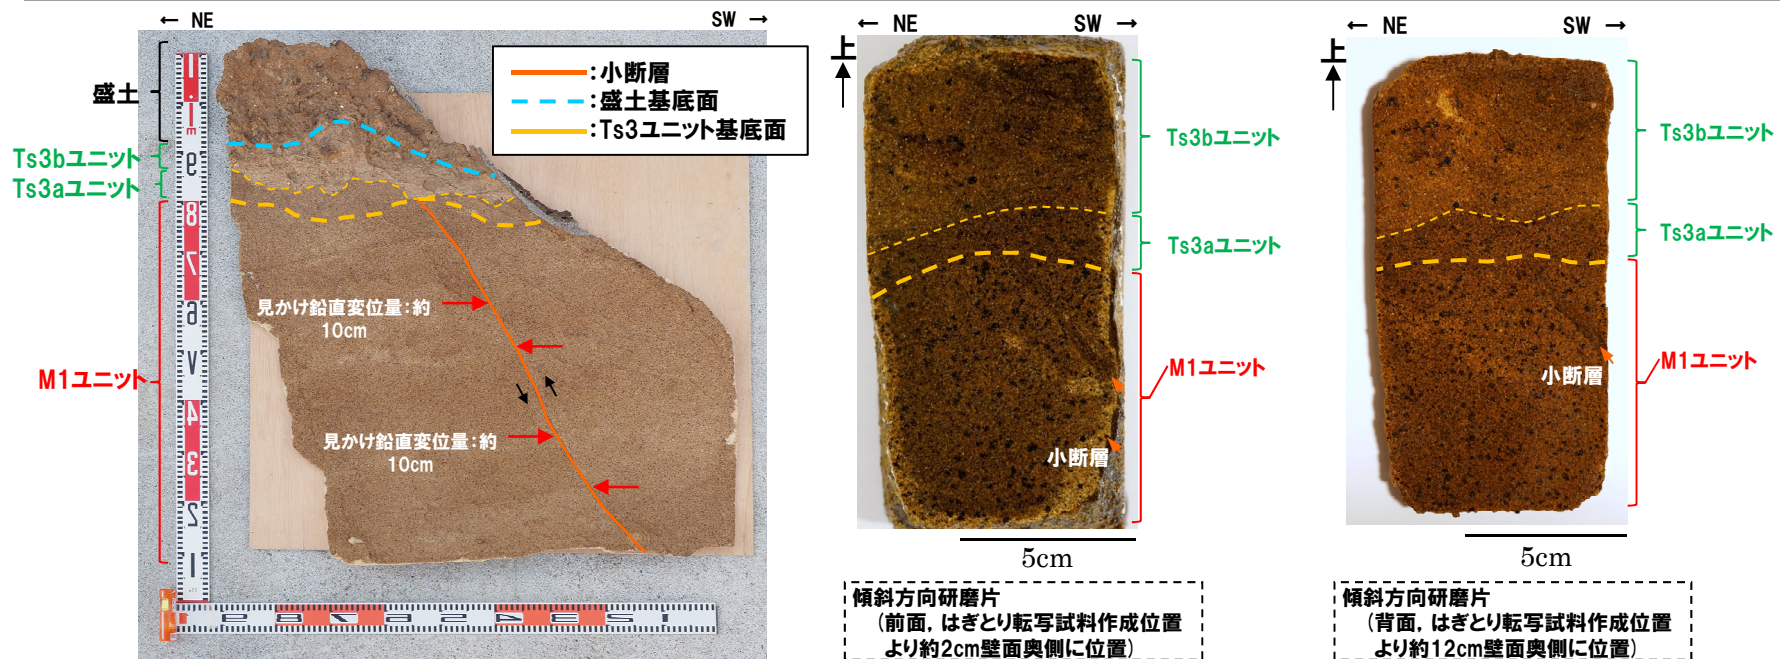 ← NE
SW →
盛土
Ts3bユニット
Ts3aユニット
M1ユニット
:小断層
:盛土基底面
:Ts3ユニット基底面
見かけ鉛直変位量:約
10cm
見かけ鉛直変位量:約
10cm
← NE
SW →
上
Ts3bユニット
Ts3aユニット
M1ユニット
小断層
5cm
傾斜方向研磨片
(前面, はぎとり転写試料作成位置
より約2cm壁面奥側に位置)
← NE
SW →
上
Ts3bユニット
Ts3aユニット
M1ユニット
小断層
5cm
傾斜方向研磨片
(背面, はぎとり転写試料作成位置
より約12cm壁面奥側に位置)